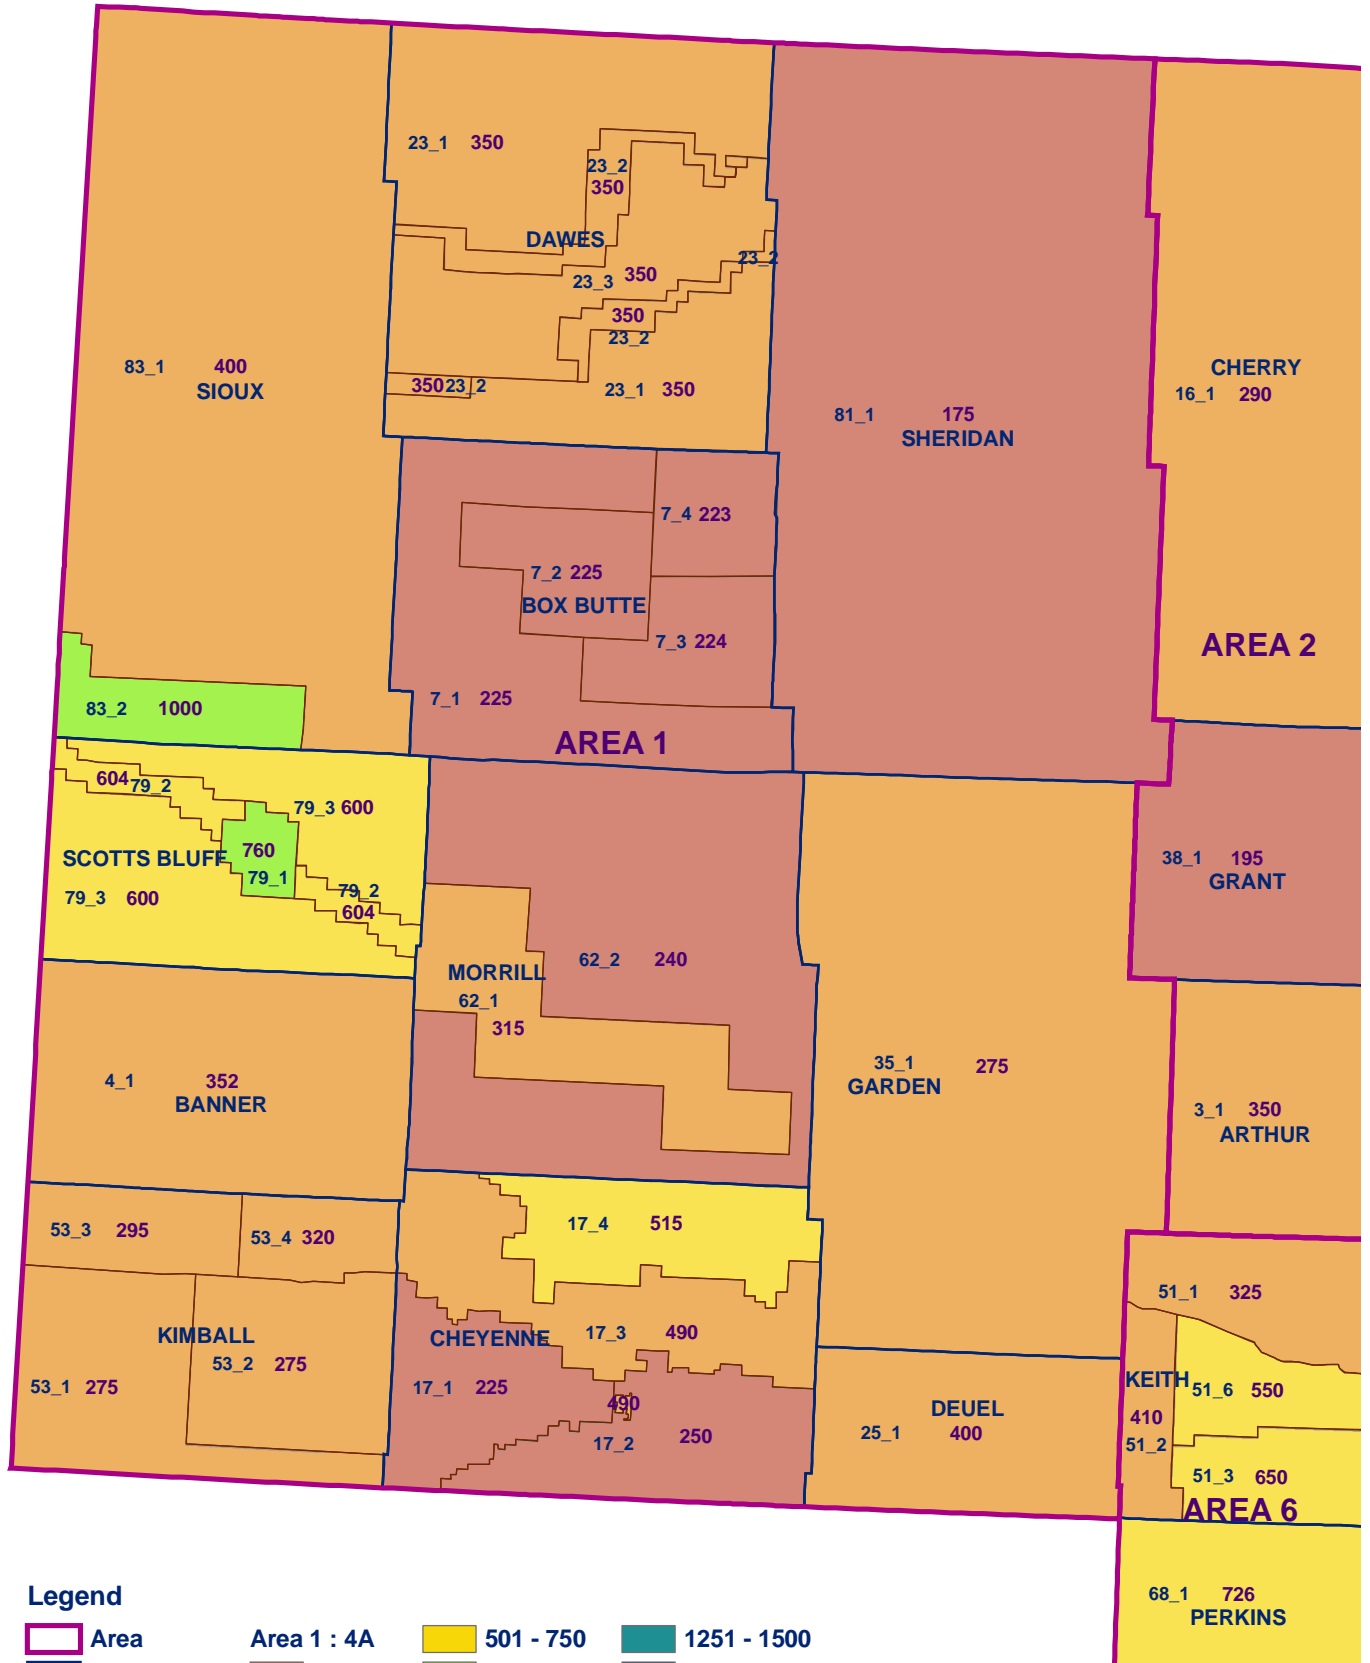 23_1 350
23_2
350
DAWES
23_2
23_3 350
350
23_2
83_1 400
SIOUX
350 23_2
23_1 350
81_1 175
SHERIDAN
CHERRY
16_1 290
7_4 223
7_2 225
BOX BUTTE
7_3 224
AREA 2
7_1 225
83_2 1000
AREA 1
604 79_2
79_3 600
760
SCOTTS BLUFF
79_1
79_2
79_3 600
604
38_1 195
GRANT
62_2 240
MORRILL
62_1
315
35_1 275
GARDEN
4_1 352
BANNER
3_1 350
ARTHUR
53_3 295
53_4 320
17_4 515
51_1 325
KIMBALL
CHEYENNE
17_3 490
53_2 275
53_1 275
17_1 225
490
17_2 250
DEUEL
25_1 400
KEITH
51_6 550
410
51_2
51_3 650
AREA 6
68_1 726
PERKINS
Legend
Area
Area 1 : 4A
501 - 750
1251 - 1500